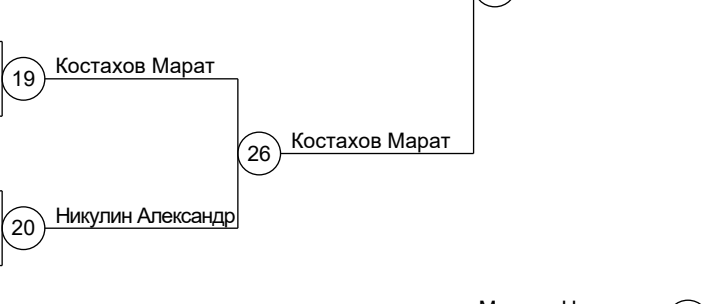 19 Костахов Марат
26 Костахов Марат
20 Никулин Александр